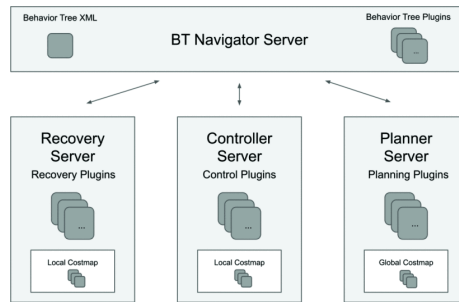 Behavior Tree XML
BT Navigator Server
Behavior Tree Plugins
...
Recovery
Server
Recovery Plugins
...
Local Costmap
Controller
Server
Control Plugins
...
Local Costmap
Planner
Server
Planning Plugins
...
Global Costmap